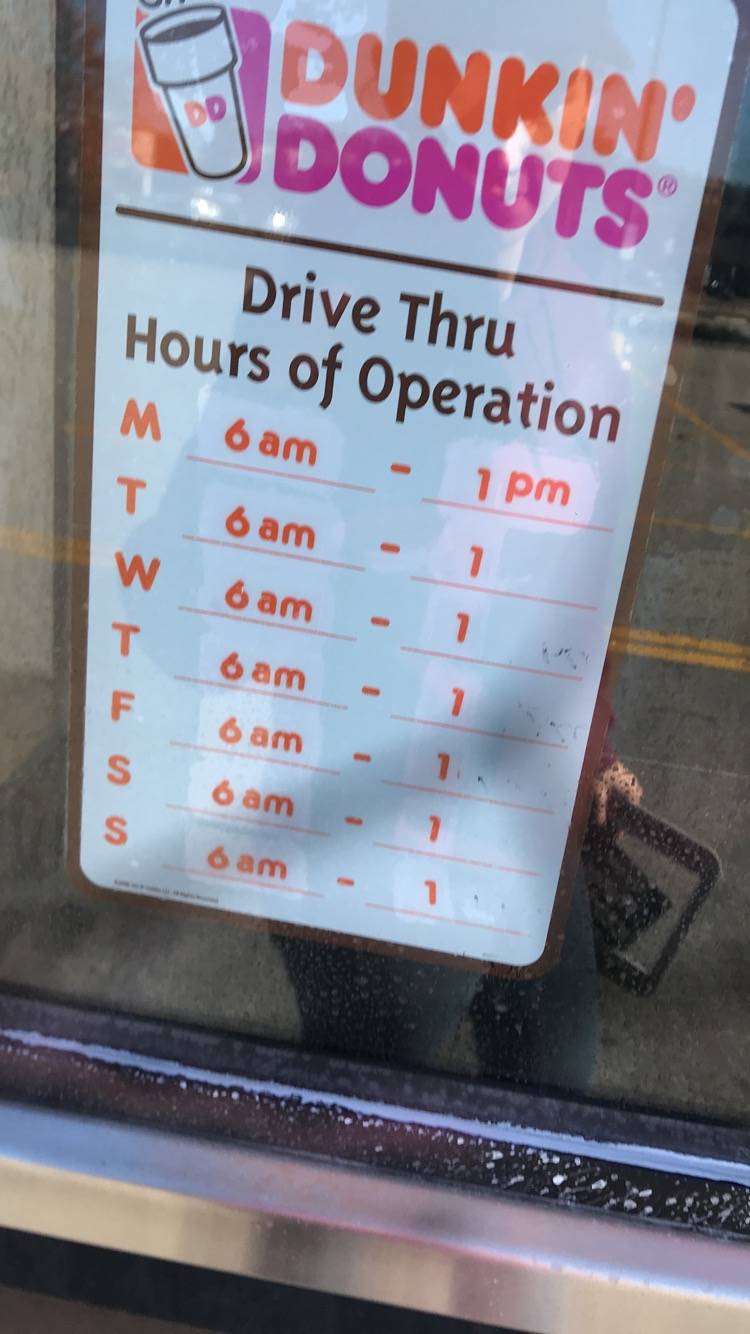 DD
DUNKIN'
DONUTS®
Drive Thru
Hours of Operation
M 6 am - 1 pm
T 6 am - 1
W 6 am - 1
T 6 am - 1
F 6 am - 1
S 6 am - 1
S 6 am - 1